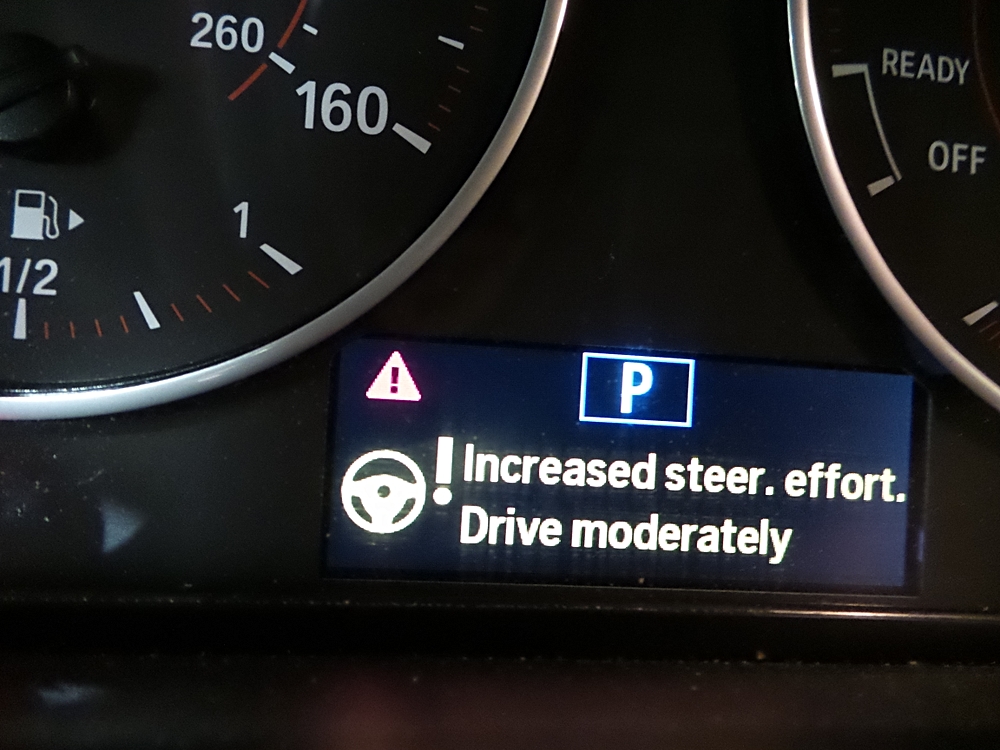 260
160
READY
OFF
1
1/2
P
! Increased steer. effort.
Drive moderately